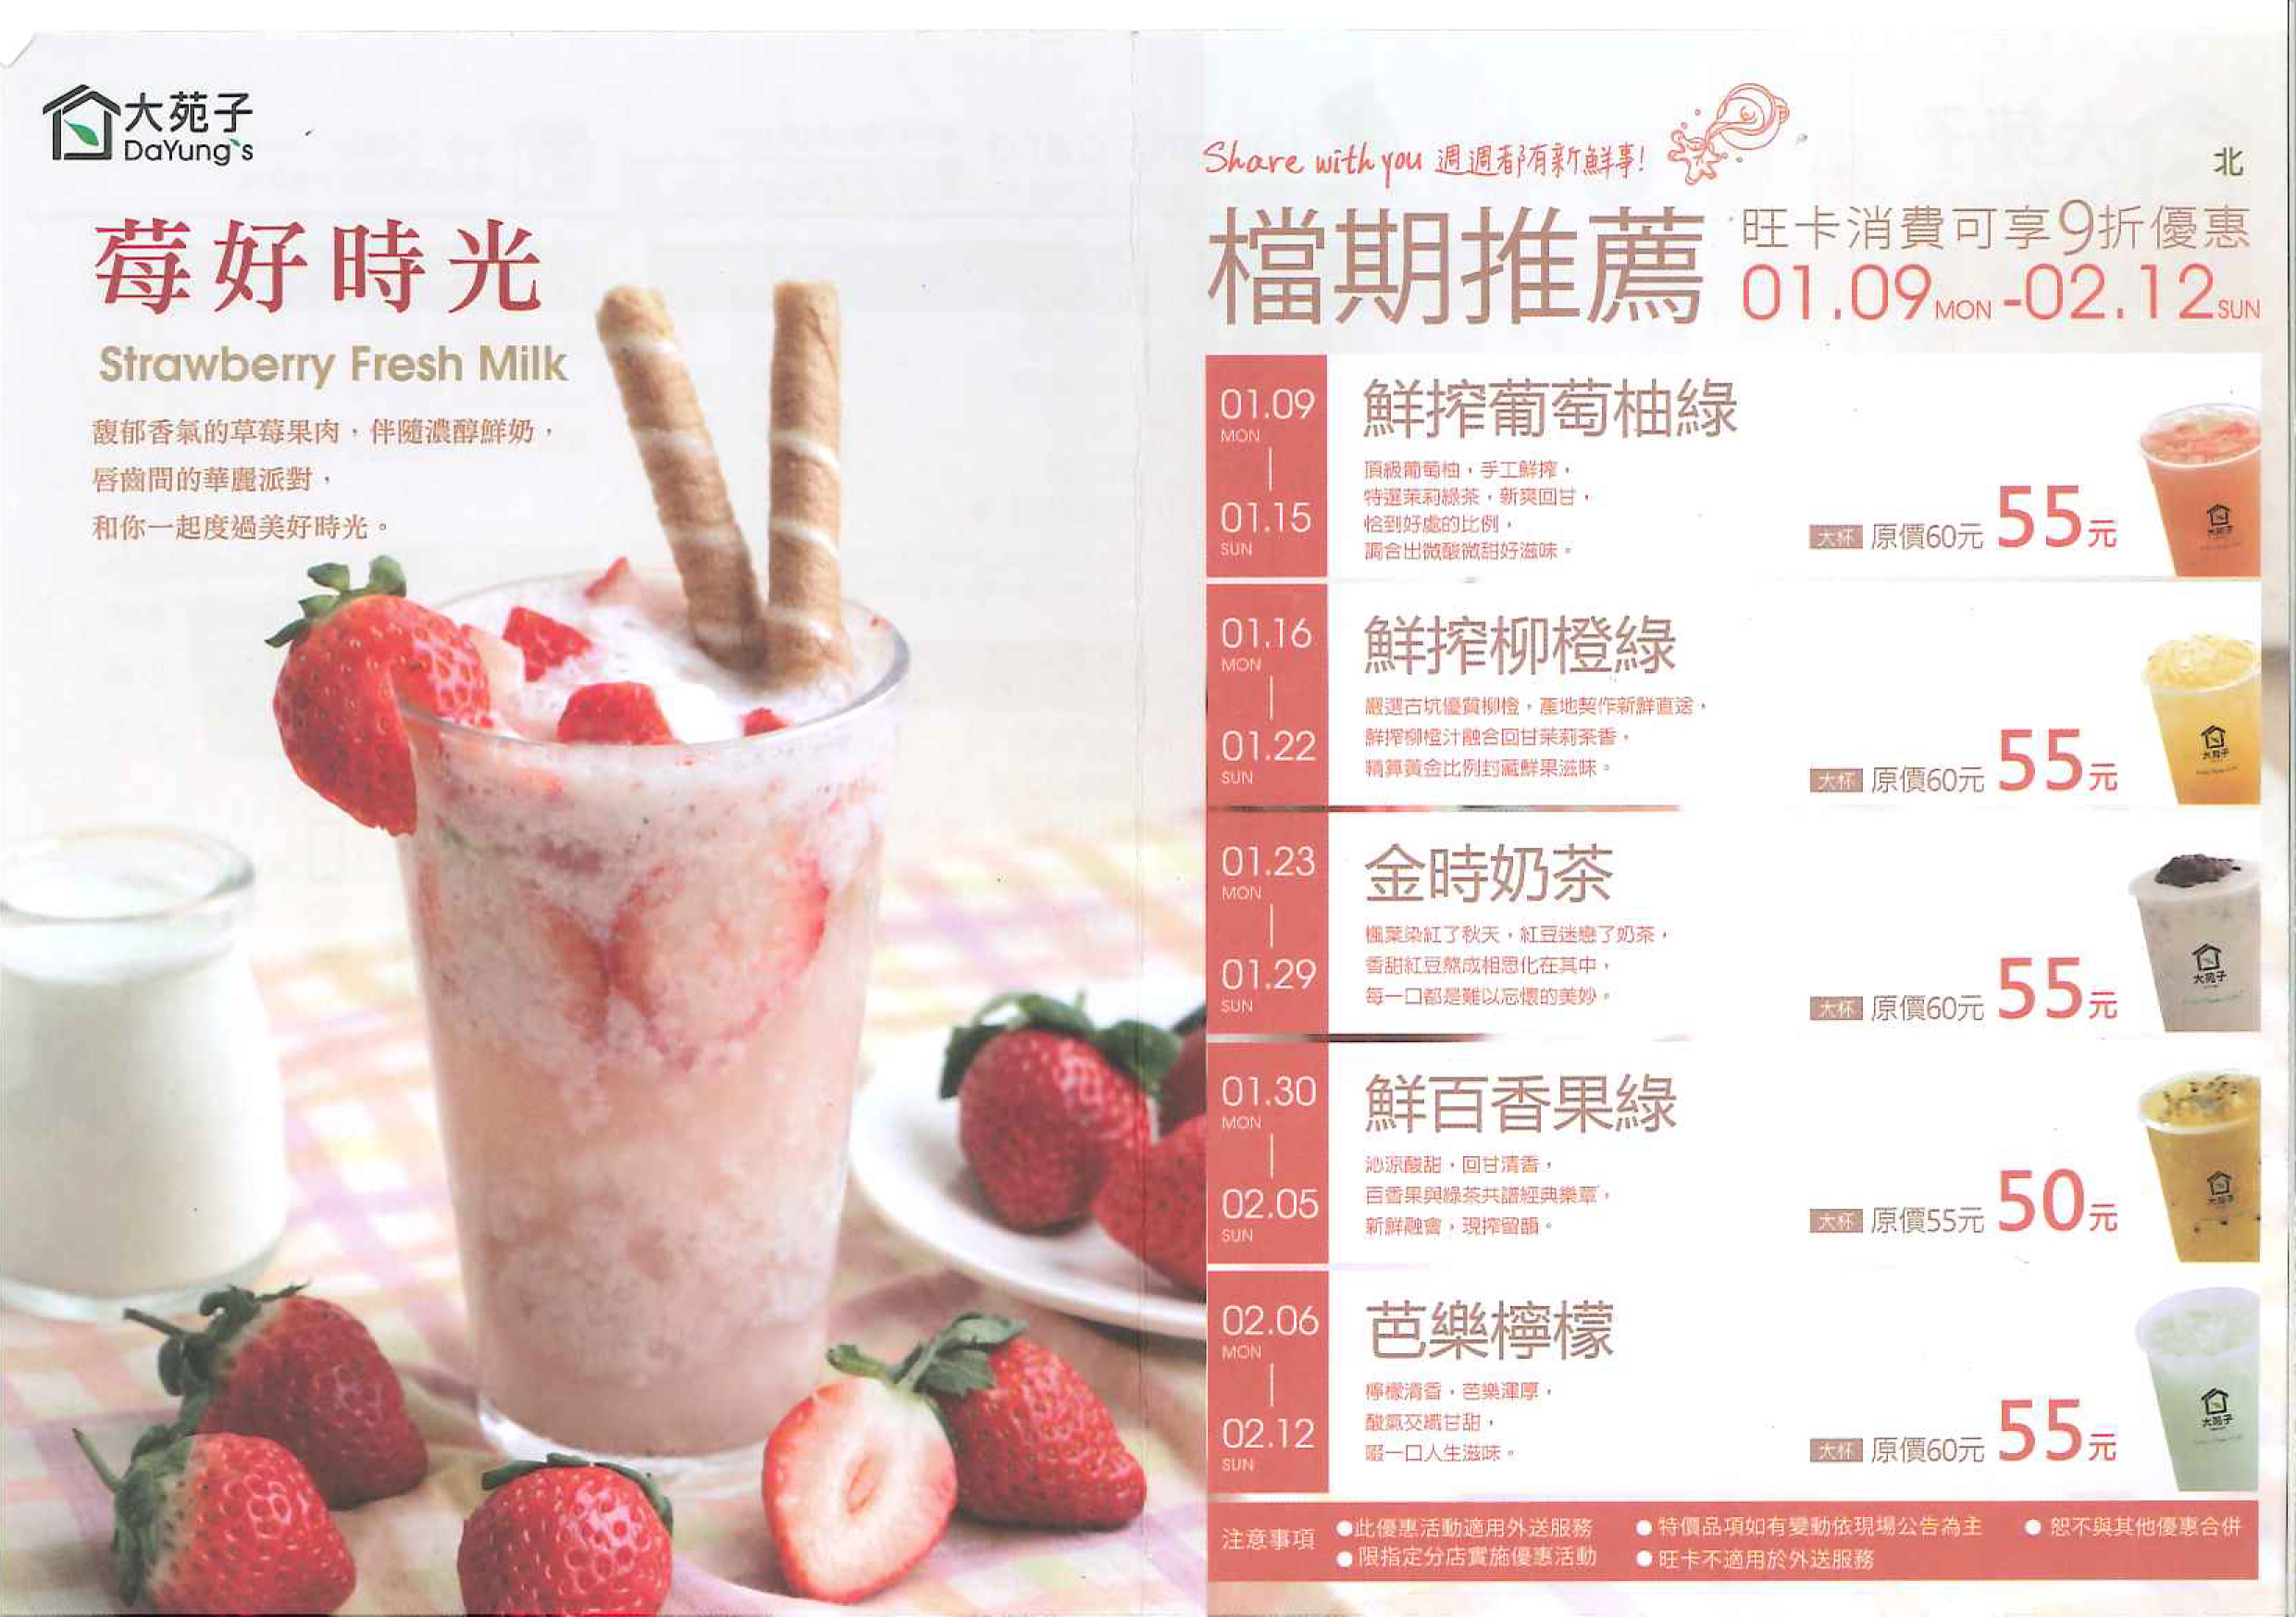 大苑子
DaYung's
莓好時光
Strawberry Fresh Milk
馥郁香氣的草莓果肉，伴隨濃醇鮮奶，
唇齒間的華麗派對，
和你一起度過美好時光。
Share with you 週週都有新鮮事!
北
檔期推薦
旺卡消費可享9折優惠
01.09MON-02.12SUN
01.09
MON
01.15
SUN
鮮搾葡萄柚綠
頂級葡萄柚，手工鮮搾，
特選茉莉綠茶，新爽回甘，
恰到好處的比例，
調合出微酸微甜好滋味。
大杯 原價60元 55元
01.16
MON
01.22
SUN
鮮搾柳橙綠
嚴選古坑優質柳橙，產地契作新鮮直送，
鮮搾柳橙汁融合回甘茉莉茶香，
精算黃金比例封藏鮮果滋味。
大杯 原價60元 55元
大苑子
01.23
MON
01.29
SUN
金時奶茶
楓葉染紅了秋天，紅豆迷戀了奶茶，
香甜紅豆熬成相思化在其中，
每一口都是難以忘懷的美妙。
大杯 原價60元 55元
大苑子
01.30
MON
02.05
SUN
鮮百香果綠
沁涼酸甜，回甘清香，
百香果與綠茶共譜經典樂章，
新鮮融會，現搾留韻。
大杯 原價55元 50元
大苑子
02.06
MON
02.12
SUN
芭樂檸檬
檸檬清香，芭樂渾厚，
酸氣交織甘甜，
啜一口人生滋味。
大杯 原價60元 55元
大苑子
注意事項
●此優惠活動適用外送服務 ●特價品項如有變動依現場公告為主 ●恕不與其他優惠合併
●限指定分店實施優惠活動 ●旺卡不適用於外送服務